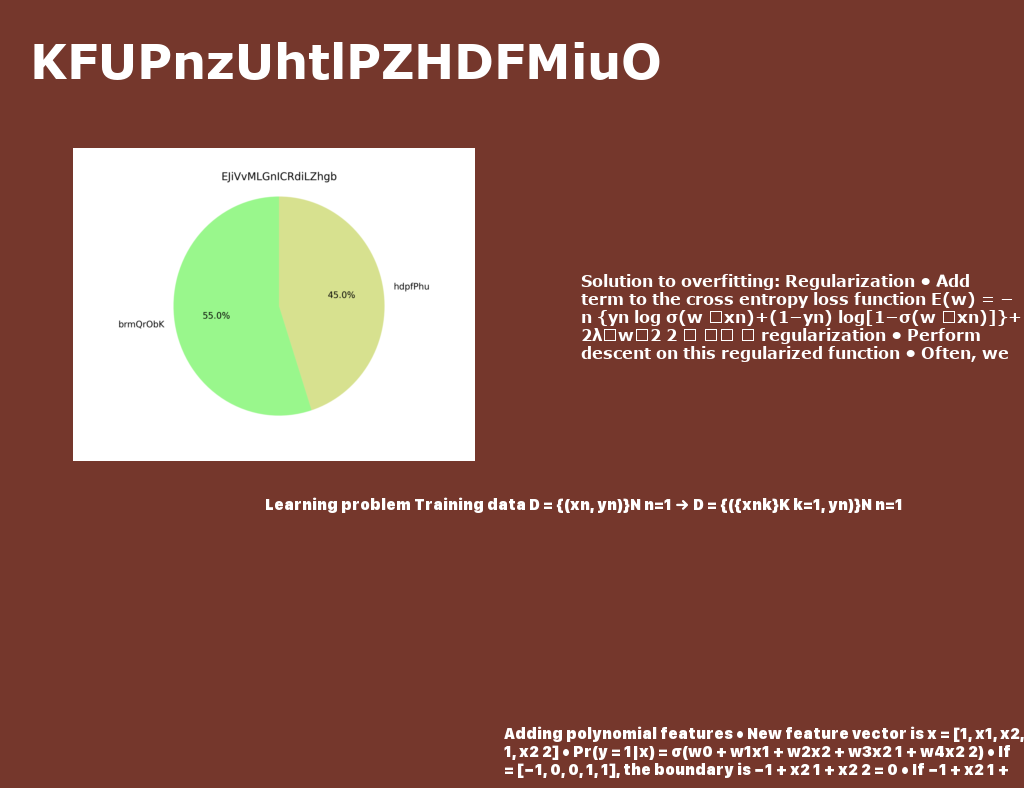 KFUPnzUhtlPZHDFMiuO
EJiVvMLGnICRdiLZhgb
hdpfPhu
45.0%
55.0%
brmQrObK
Solution to overfitting: Regularization • Add
term to the cross entropy loss function E(w) = −
n {yn log σ(w □xn)+(1−yn) log[1−σ(w □xn)]}+
2λ□w□2 2 □ □□ □ regularization • Perform
descent on this regularized function • Often, we
Learning problem Training data D = {(xn, yn)}N n=1 → D = {({xnk}K k=1, yn)}N n=1
Adding polynomial features • New feature vector is x = [1, x1, x2,
1, x2 2] • Pr(y = 1|x) = σ(w0 + w1x1 + w2x2 + w3x2 1 + w4x2 2) • If
= [−1, 0, 0, 1, 1], the boundary is −1 + x2 1 + x2 2 = 0 • If −1 + x2 1 +